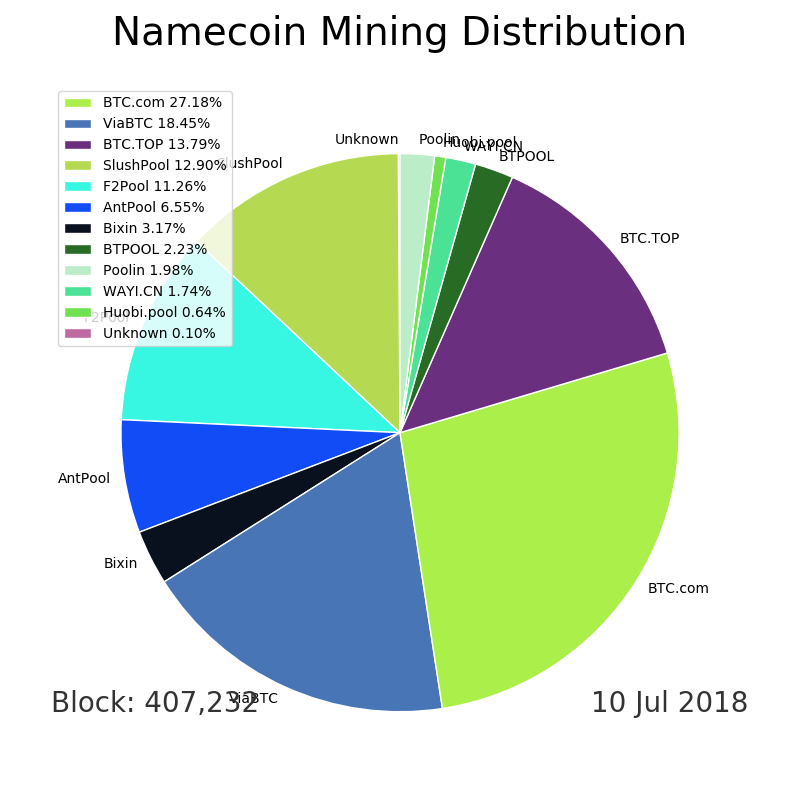 Namecoin Mining Distribution
BTC.com 27.18%
ViaBTC 18.45%
BTC.TOP 13.79%
SlushPool 12.90%
F2Pool 11.26%
AntPool 6.55%
Bixin 3.17%
BTPOOL 2.23%
Poolin 1.98%
WAYI.CN 1.74%
Huobi.pool 0.64%
Unknown 0.10%
Unknown
Poolin
Huobi.pool
WAYI.CN
BTPOOL
SlushPool
BTC.TOP
F2Pool
AntPool
Bixin
BTC.com
ViaBTC
Block: 407,232
10 Jul 2018